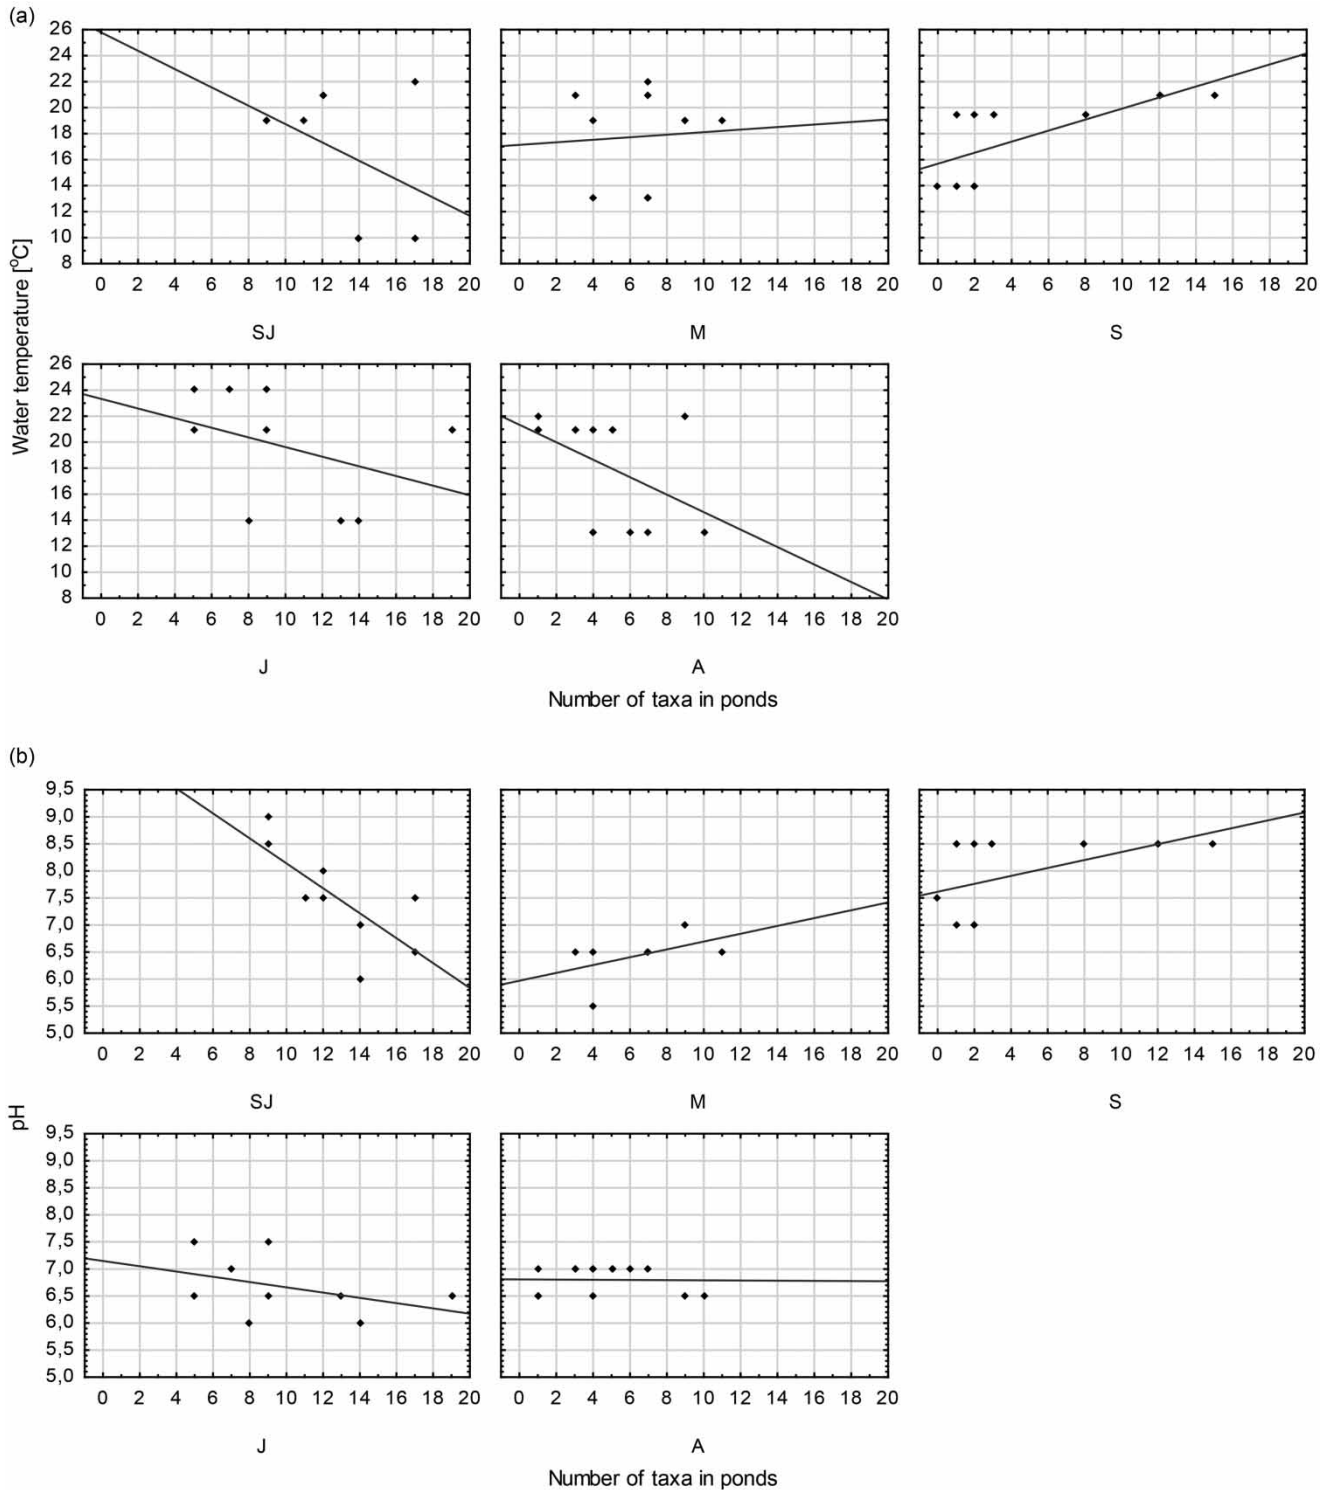 (a)
Water temperature [°C]
26
24
22
20
18
16
14
12
10
8
0 2 4 6 8 10 12 14 16 18 20
0 2 4 6 8 10 12 14 16 18 20
0 2 4 6 8 10 12 14 16 18 20
SJ
M
S
26
24
22
20
18
16
14
12
10
8
0 2 4 6 8 10 12 14 16 18 20
0 2 4 6 8 10 12 14 16 18 20
J
A
Number of taxa in ponds
(b)
pH
9,5
9,0
8,5
8,0
7,5
7,0
6,5
6,0
5,5
5,0
0 2 4 6 8 10 12 14 16 18 20
0 2 4 6 8 10 12 14 16 18 20
0 2 4 6 8 10 12 14 16 18 20
SJ
M
S
9,5
9,0
8,5
8,0
7,5
7,0
6,5
6,0
5,5
5,0
0 2 4 6 8 10 12 14 16 18 20
0 2 4 6 8 10 12 14 16 18 20
J
A
Number of taxa in ponds